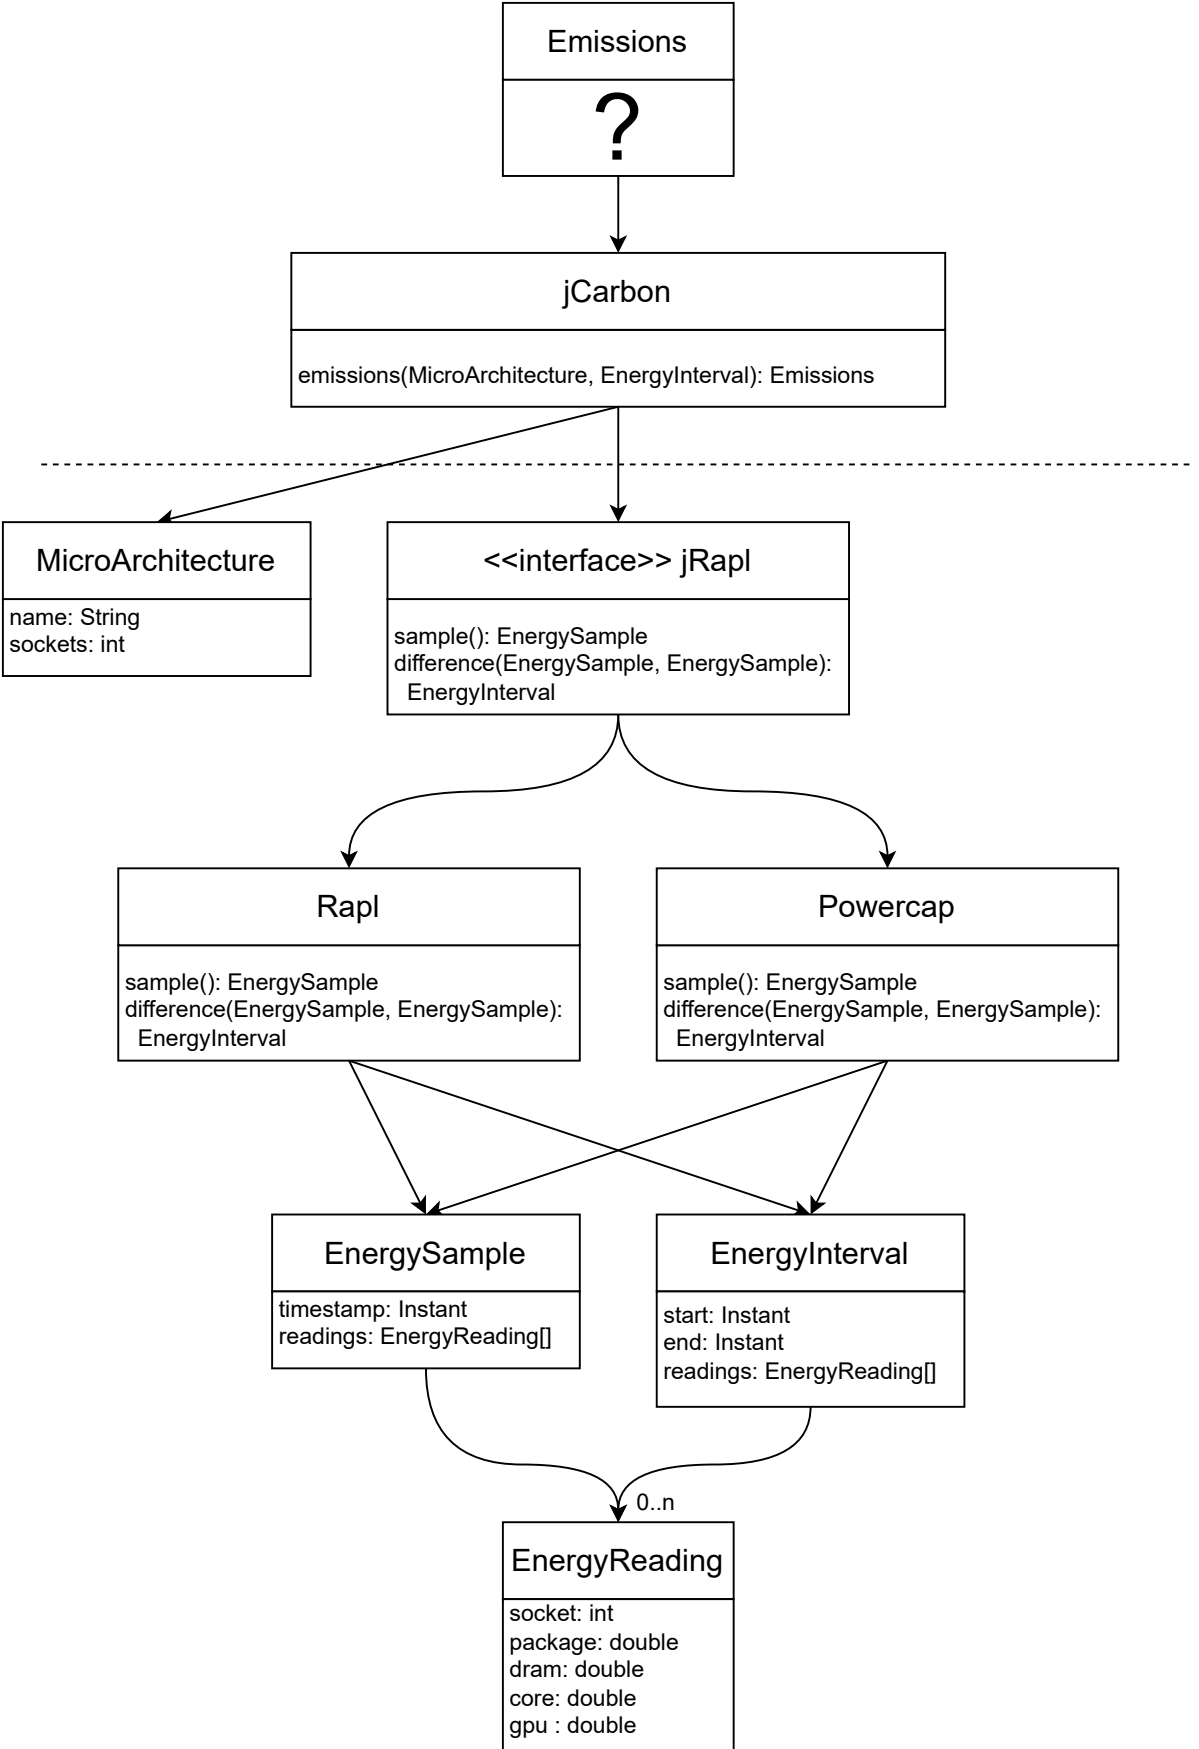 Emissions
?
jCarbon
emissions(MicroArchitecture, EnergyInterval): Emissions
MicroArchitecture
name: String
sockets: int
<<interface>> jRapl
sample(): EnergySample
difference(EnergySample, EnergySample):
EnergyInterval
Rapl
sample(): EnergySample
difference(EnergySample, EnergySample):
EnergyInterval
Powercap
sample(): EnergySample
difference(EnergySample, EnergySample):
EnergyInterval
EnergySample
timestamp: Instant
readings: EnergyReading[]
EnergyInterval
start: Instant
end: Instant
readings: EnergyReading[]
0..n
EnergyReading
socket: int
package: double
dram: double
core: double
gpu : double